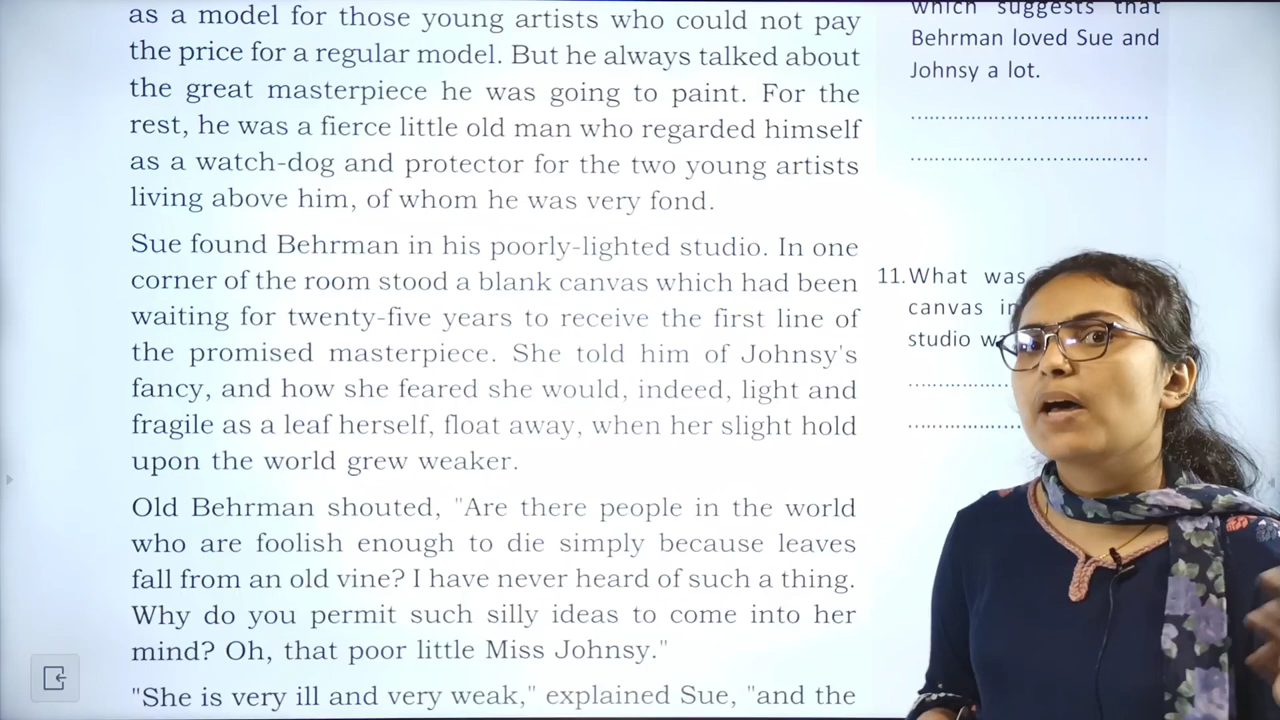 as a model for those young artists who could not pay
the price for a regular model. But he always talked about
the great masterpiece he was going to paint. For the
rest, he was a fierce little old man who regarded himself
as a watch-dog and protector for the two young artists
living above him, of whom he was very fond.
Sue found Behrman in his poorly-lighted studio. In one
corner of the room stood a blank canvas which had been
waiting for twenty-five years to receive the first line of
the promised masterpiece. She told him of Johnsy's
fancy, and how she feared she would, indeed, light and
fragile as a leaf herself, float away, when her slight hold
upon the world grew weaker.
Old Behrman shouted, "Are there people in the world
who are foolish enough to die simply because leaves
fall from an old vine? I have never heard of such a thing.
Why do you permit such silly ideas to come into her
mind? Oh, that poor little Miss Johnsy."
"She is very ill and very weak," explained Sue, "and the
which suggests that
Behrman loved Sue and
Johnsy a lot.
11. What was
canvas
studio